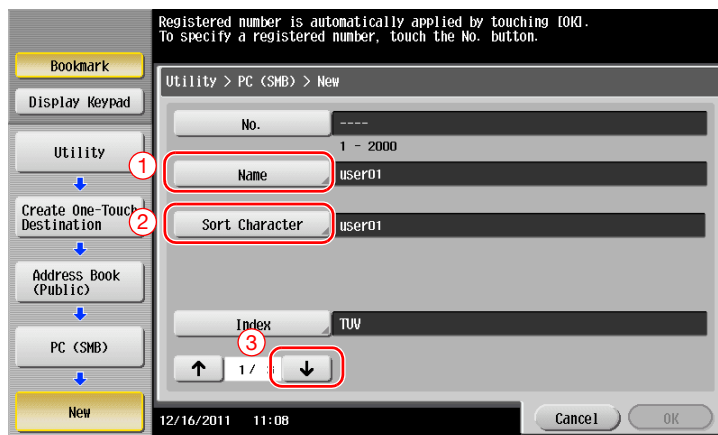 Registered number is automatically applied by touching [OK].
To specify a registered number, touch the No. button.
Bookmark
Display Keypad
Utility
Create One-Touch
Destination
Address Book
(Public)
PC (SMB)
New
Utility > PC (SMB) > New
No.
----
1 - 2000
1
Name
user01
2
Sort Character
user01
Index
TUV
3
↑
1/
↓
12/16/2011 11:08
Cancel
OK